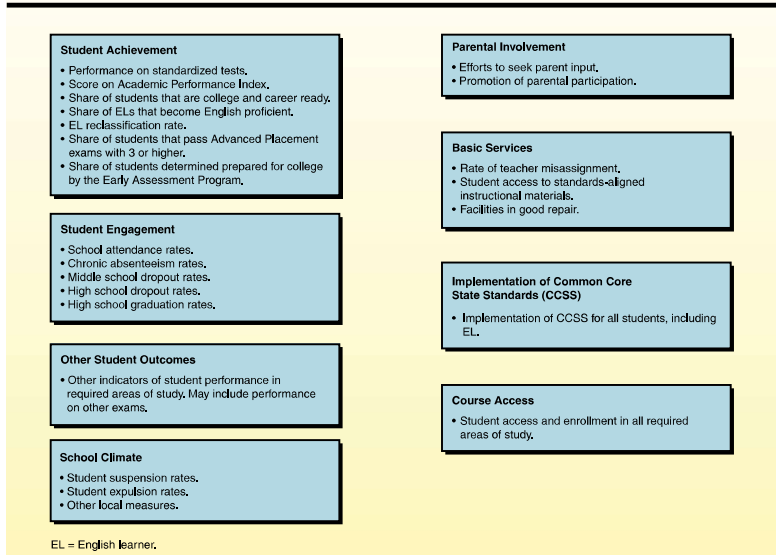 Student Achievement
• Performance on standardized tests.
• Score on Academic Performance Index.
• Share of students that are college and career ready.
• Share of ELs that become English proficient.
• EL reclassification rate.
• Share of students that pass Advanced Placement
exams with 3 or higher.
• Share of students determined prepared for college
by the Early Assessment Program.
Student Engagement
• School attendance rates.
• Chronic absenteeism rates.
• Middle school dropout rates.
• High school dropout rates.
• High school graduation rates.
Other Student Outcomes
• Other indicators of student performance in
required areas of study. May include performance
on other exams.
School Climate
• Student suspension rates.
• Student expulsion rates.
• Other local measures.
Parental Involvement
• Efforts to seek parent input.
• Promotion of parental participation.
Basic Services
• Rate of teacher misassignment.
• Student access to standards-aligned
instructional materials.
• Facilities in good repair.
Implementation of Common Core
State Standards (CCSS)
• Implementation of CCSS for all students, including
EL.
Course Access
• Student access and enrollment in all required
areas of study.
EL = English learner.